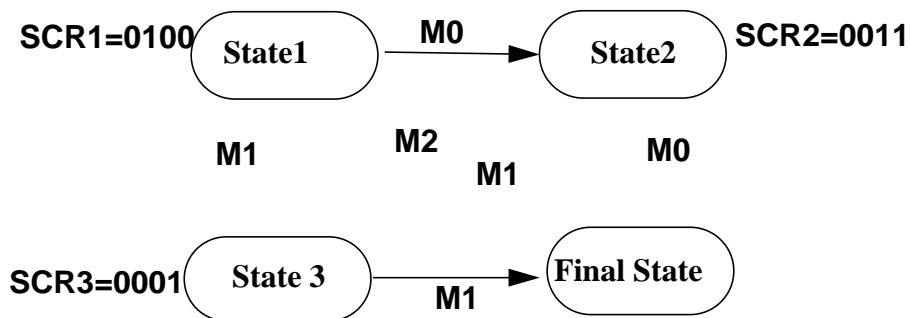 SCR1=0100
State1
M0
State2
SCR2=0011
M1
M2
M1
M0
SCR3=0001
State 3
M1
Final State